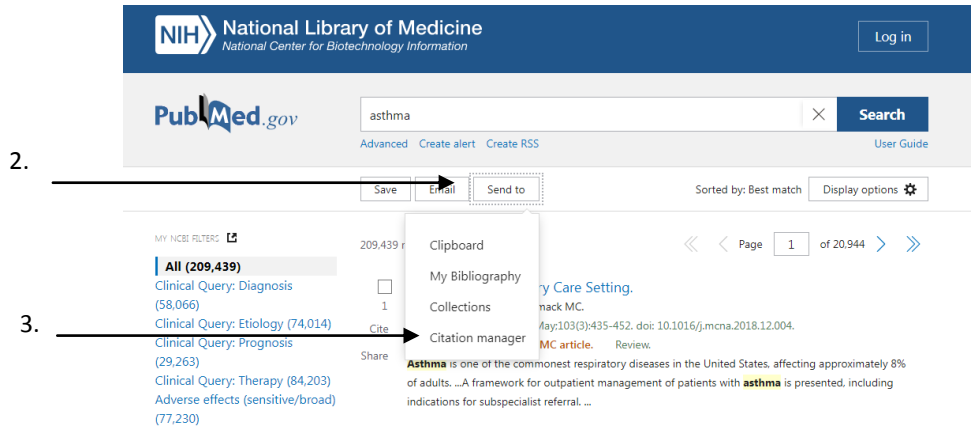 NIH National Library of Medicine
National Center for Biotechnology Information
Log in
PubMed.gov
asthma
Search
Advanced Create alert Create RSS
User Guide
2.
Save Email Send to
Sorted by: Best match Display options
MY NCBI FILTERS
209,439
Page 1 of 20,944
All (209,439)
Clinical Query: Diagnosis
(58,066)
Clinical Query: Etiology (74,014)
Clinical Query: Prognosis
(29,263)
Clinical Query: Therapy (84,203)
Adverse effects (sensitive/broad)
(77,230)
Clipboard
My Bibliography
Collections
3.
Citation manager
1
Cite
Share
ry Care Setting.
mack MC.
May;103(3):435-452. doi: 10.1016/j.mcna.2018.12.004.
MC article. Review.
Asthma is one of the commonest respiratory diseases in the United States, affecting approximately 8%
of adults. ...A framework for outpatient management of patients with asthma is presented, including
indications for subspecialist referral. ...